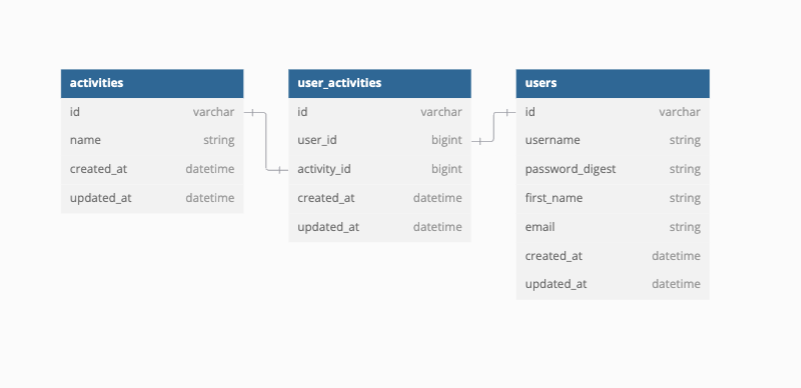 activities
id varchar
name string
created_at datetime
updated_at datetime
user_activities
id varchar
user_id bigint
activity_id bigint
created_at datetime
updated_at datetime
users
id varchar
username string
password_digest string
first_name string
email string
created_at datetime
updated_at datetime